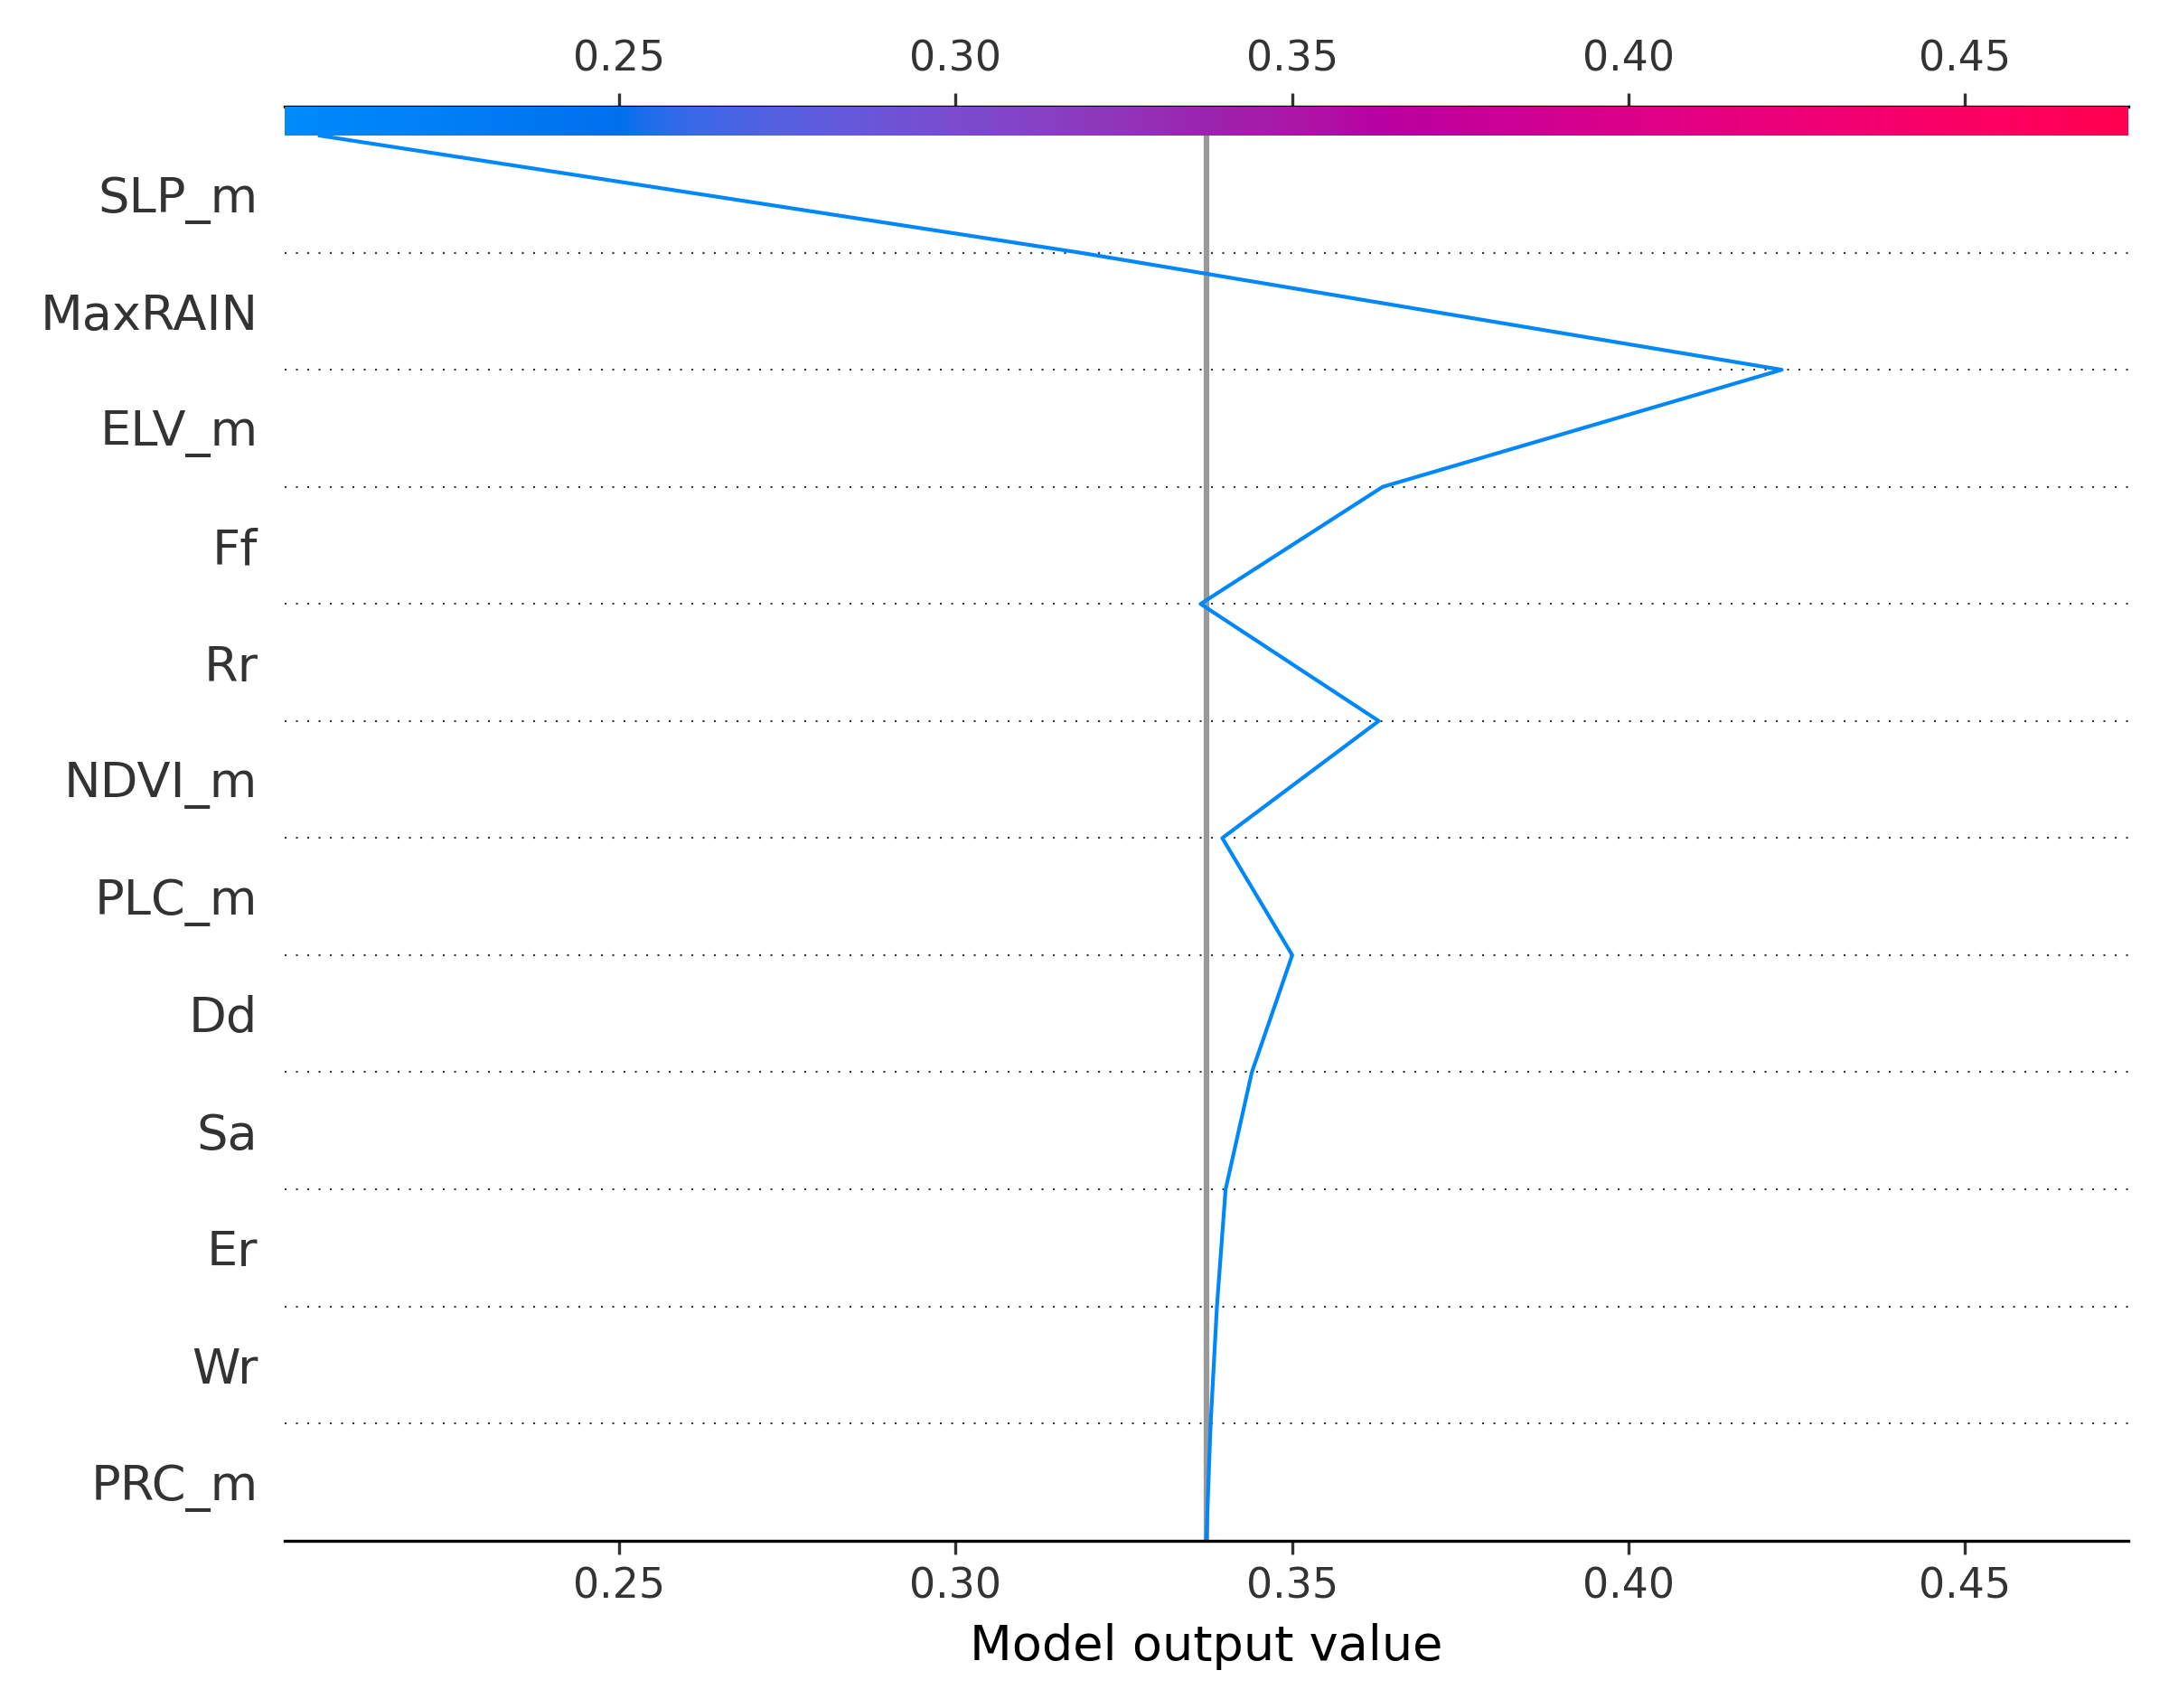 0.25 0.30 0.35 0.40 0.45
SLP_m
MaxRAIN
ELV_m
Ff
Rr
NDVI_m
PLC_m
Dd
Sa
Er
Wr
PRC_m
0.25 0.30 0.35 0.40 0.45
Model output value